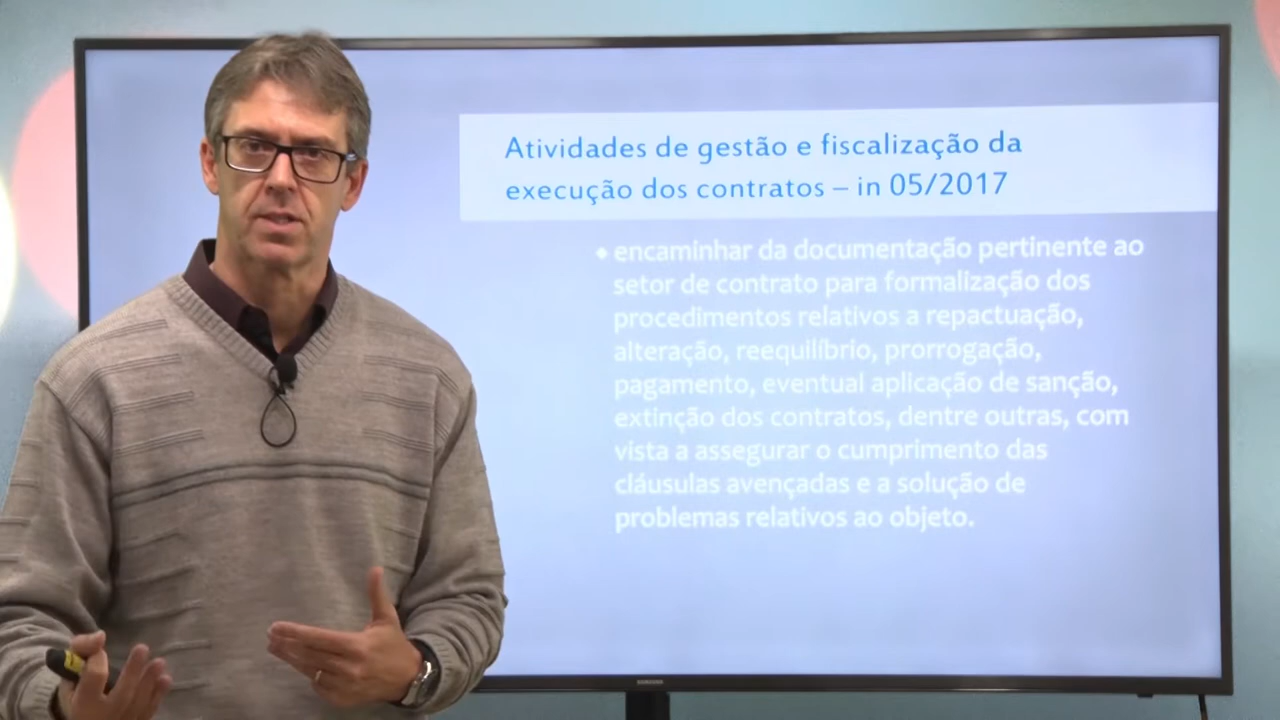 Atividades de gestão e fiscalização da
execução dos contratos – in 05/2017
• encaminhar da documentação pertinente ao
setor de contrato para formalização dos
procedimentos relativos a repactuação,
alteração, reequilíbrio, prorrogação,
pagamento, eventual aplicação de sanção,
extinção dos contratos, dentre outras, com
vista a assegurar o cumprimento das
cláusulas avençadas e a solução de
problemas relativos ao objeto.
SAMSUNG